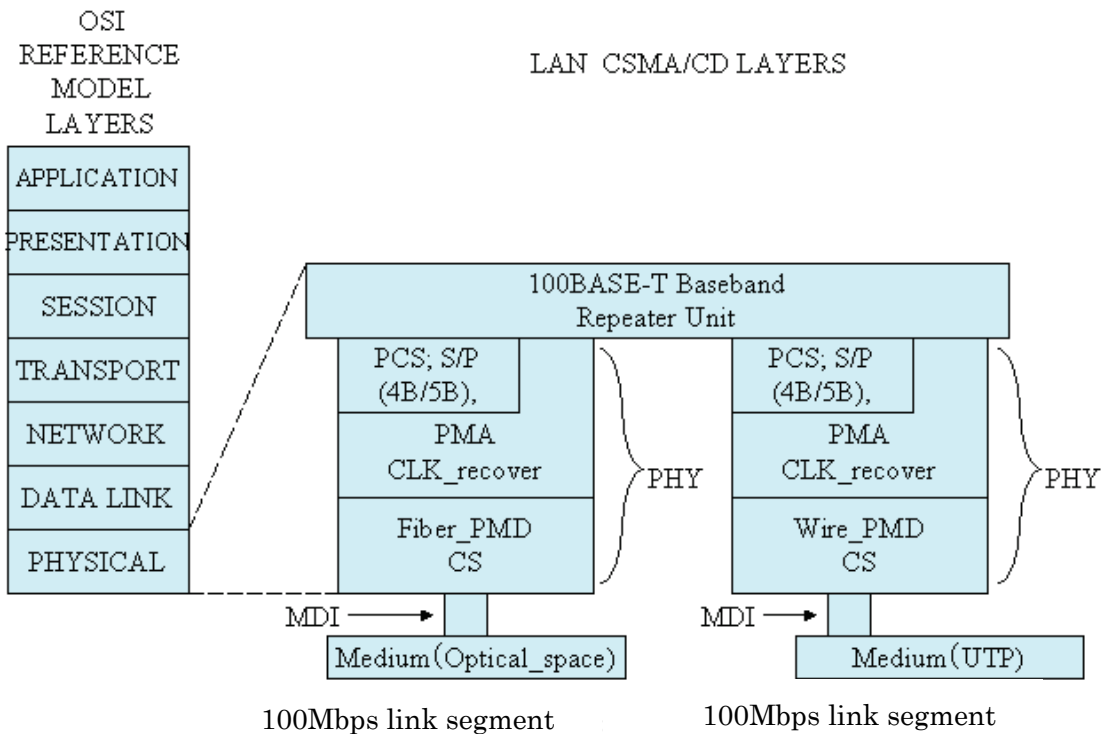 OSI
REFERENCE
MODEL
LAYERS
LAN CSMA/CD LAYERS
APPLICATION
PRESENTATION
SESSION
TRANSPORT
NETWORK
DATA LINK
PHYSICAL
100BASE-T Baseband
Repeater Unit
PCS; S/P
(4B/5B),
PMA
CLK_recover
Fiber_PMD
CS
PHY
MDI
Medium(Optical_space)
100Mbps link segment
PCS; S/P
(4B/5B),
PMA
CLK_recover
Wire_PMD
CS
PHY
MDI
Medium(UTP)
100Mbps link segment